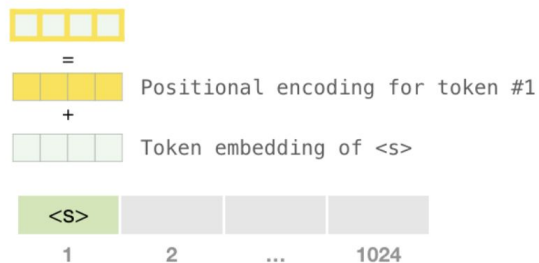 =
Positional encoding for token #1
+
Token embedding of <s>
<s>
1 2 ... 1024